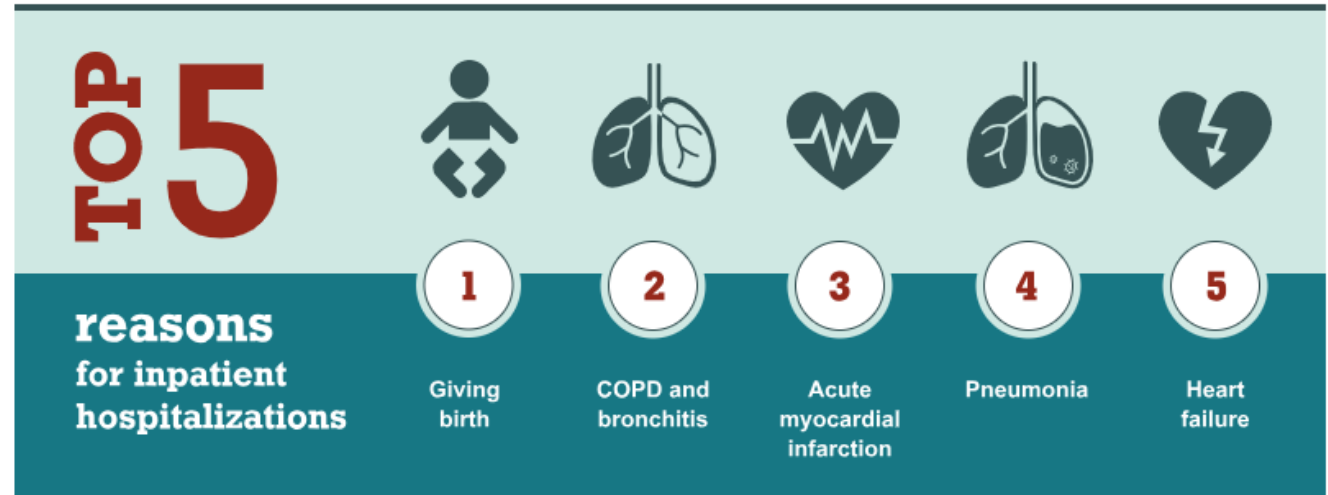 TOP 5
reasons
for inpatient
hospitalizations
1
Giving
birth
2
COPD and
bronchitis
3
Acute
myocardial
infarction
4
Pneumonia
5
Heart
failure